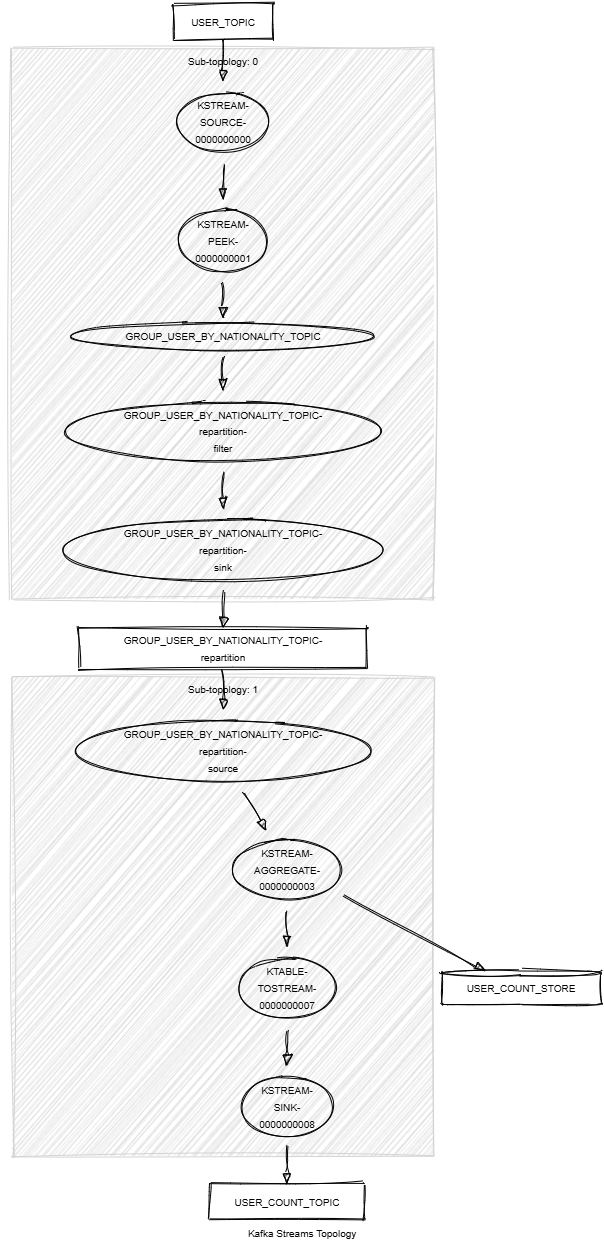 USER_TOPIC
Sub-topology: 0
KSTREAM-
SOURCE-
0000000000
KSTREAM-
PEEK-
0000000001
GROUP_USER_BY_NATIONALITY_TOPIC
GROUP_USER_BY_NATIONALITY_TOPIC-
repartition-
filter
GROUP_USER_BY_NATIONALITY_TOPIC-
repartition-
sink
GROUP_USER_BY_NATIONALITY_TOPIC-
repartition
Sub-topology: 1
GROUP_USER_BY_NATIONALITY_TOPIC-
repartition-
source
KSTREAM-
AGGREGATE-
0000000003
KTABLE-
TOSTREAM-
0000000007
USER_COUNT_STORE
KSTREAM-
SINK-
0000000008
USER_COUNT_TOPIC
Kafka Streams Topology